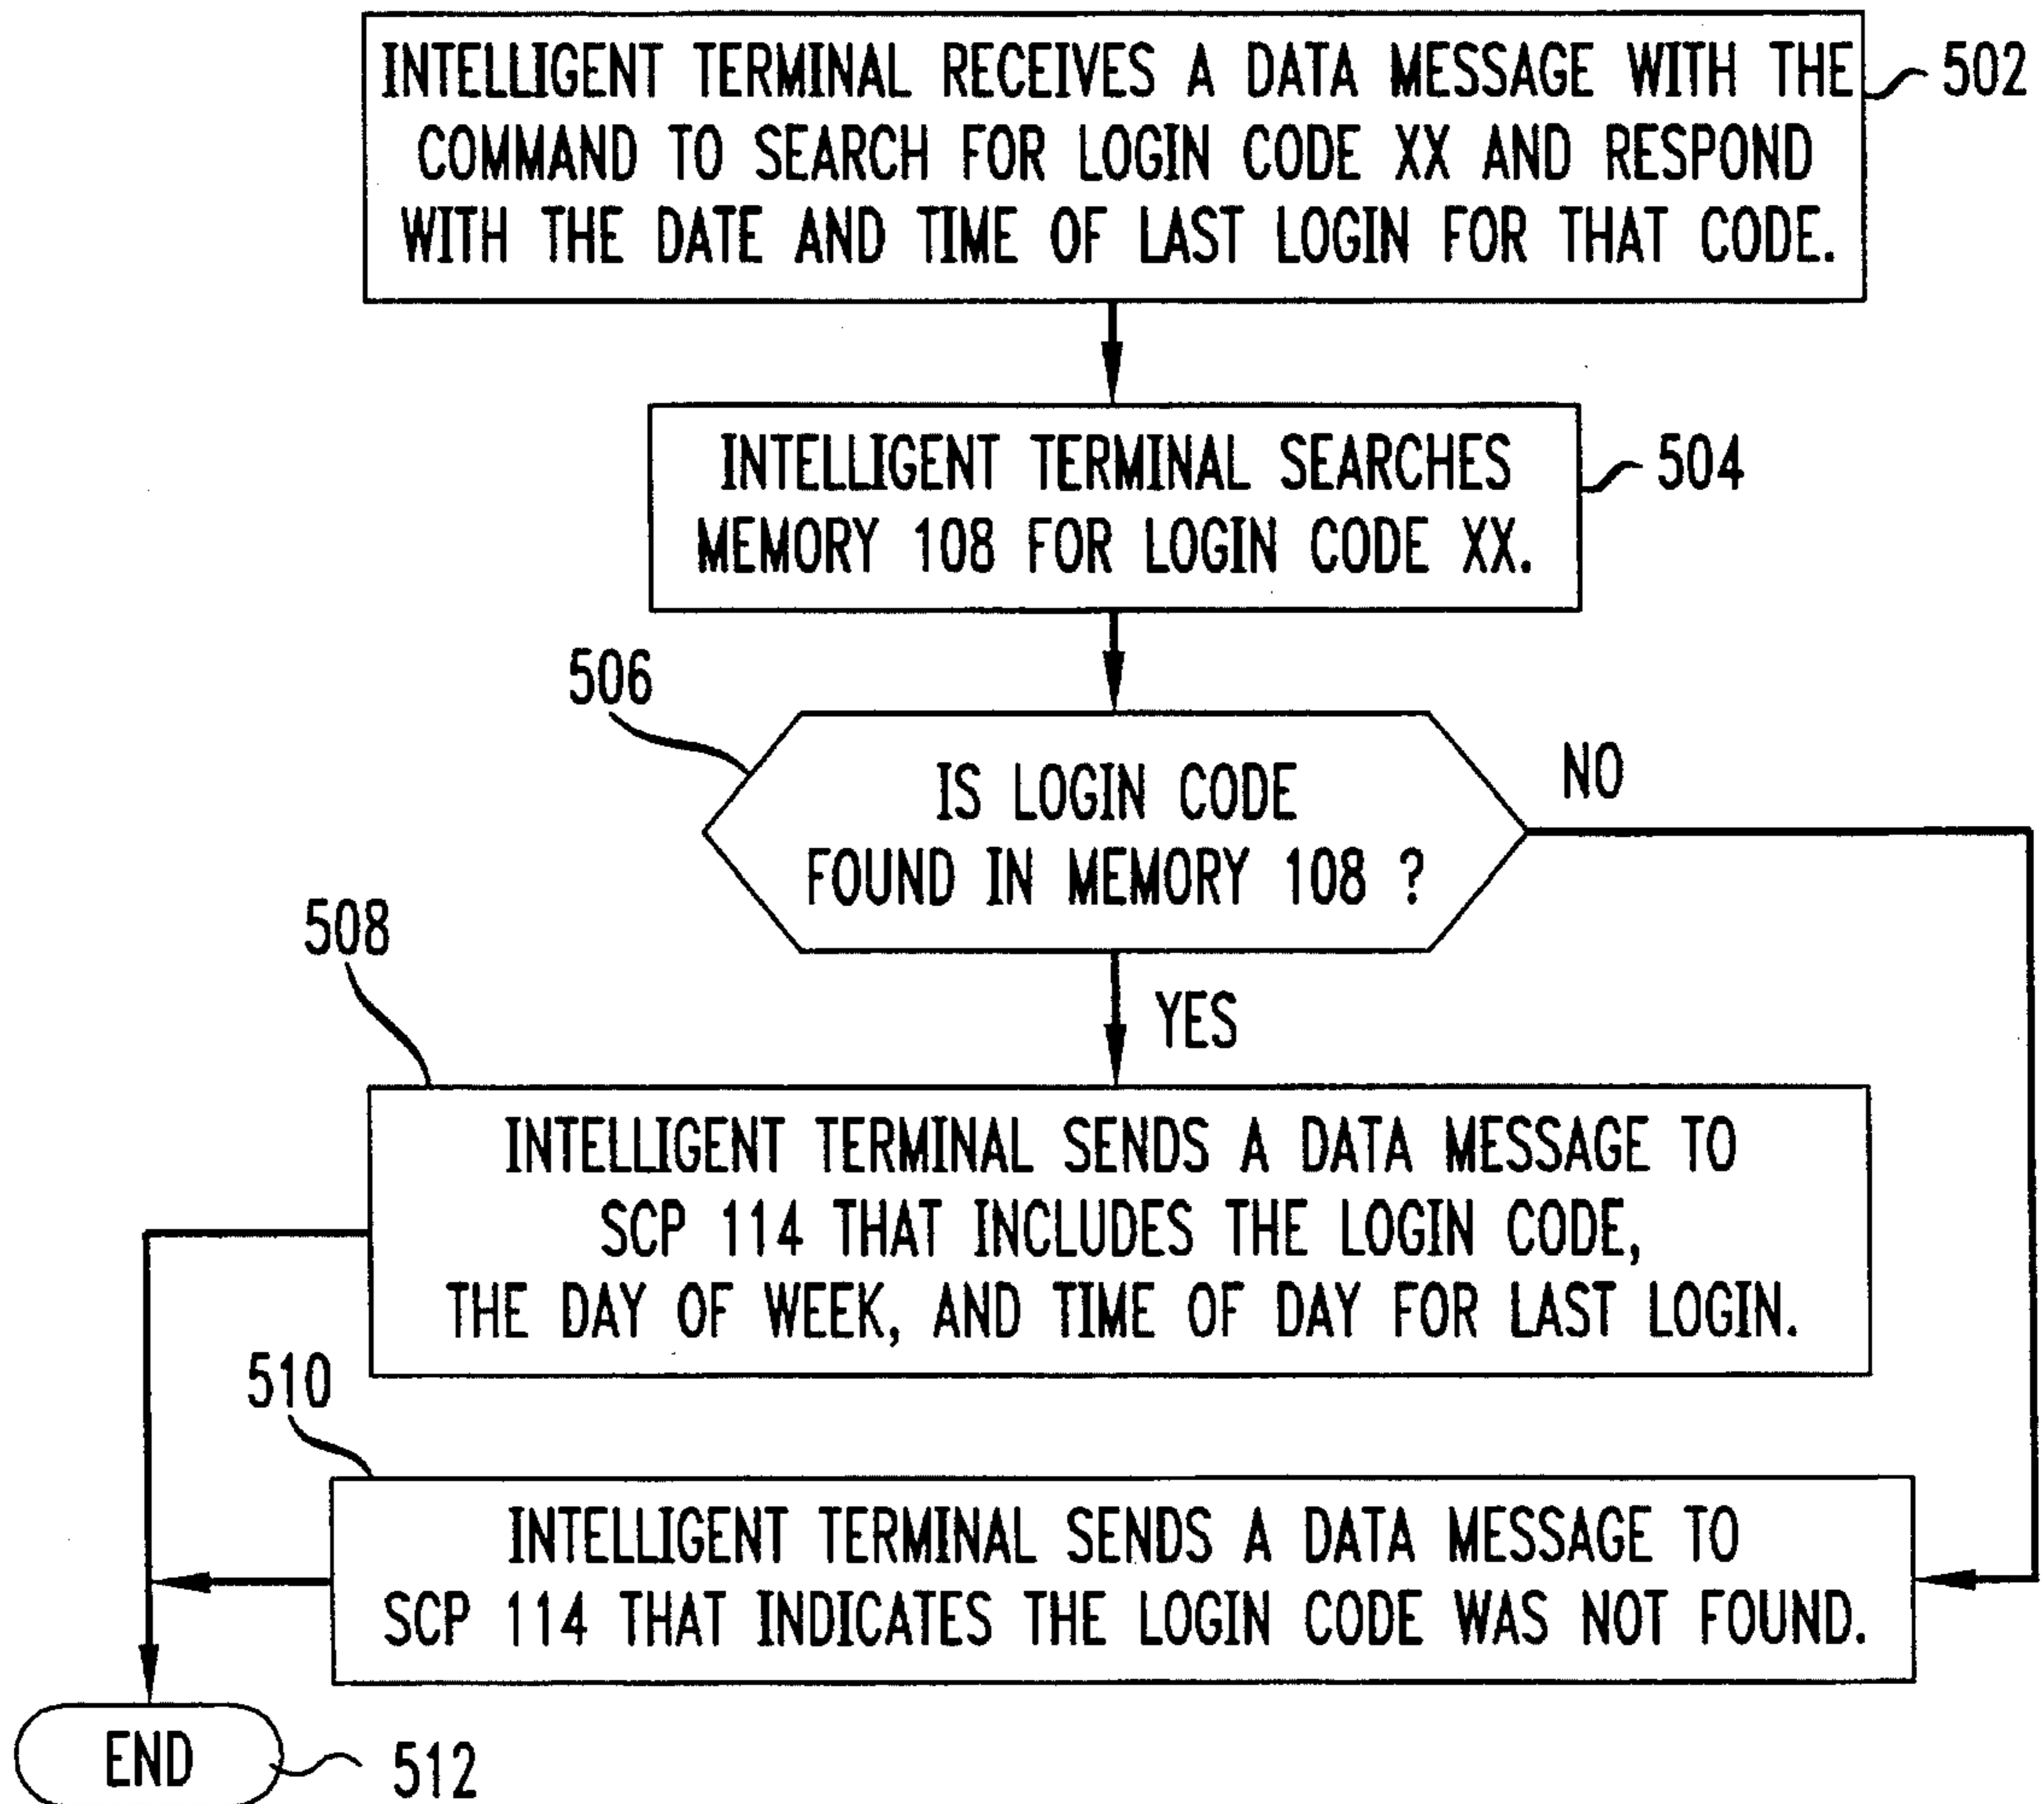 INTELLIGENT TERMINAL RECEIVES A DATA MESSAGE WITH THE
COMMAND TO SEARCH FOR LOGIN CODE XX AND RESPOND
WITH THE DATE AND TIME OF LAST LOGIN FOR THAT CODE.
502
INTELLIGENT TERMINAL SEARCHES
MEMORY 108 FOR LOGIN CODE XX.
504
506
IS LOGIN CODE
FOUND IN MEMORY 108 ?
NO
YES
508
INTELLIGENT TERMINAL SENDS A DATA MESSAGE TO
SCP 114 THAT INCLUDES THE LOGIN CODE,
THE DAY OF WEEK, AND TIME OF DAY FOR LAST LOGIN.
510
INTELLIGENT TERMINAL SENDS A DATA MESSAGE TO
SCP 114 THAT INDICATES THE LOGIN CODE WAS NOT FOUND.
END
512